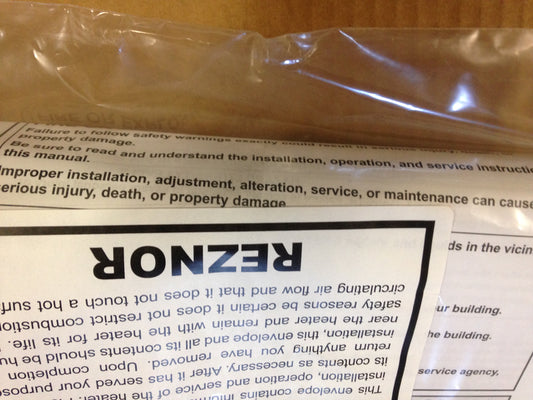 FIRE OR EXPLO
Failure to follow safety warnings exactly could result in serious
property damage.
Be sure to read and understand the installation, operation, and service instructio
this manual.
Improper installation, adjustment, alteration, service, or maintenance can cause
serious injury, death, or property damage
ds in the vicin
ur building.
he building.
service agency.
This envelope contains
installation, operation and service of the heater.
its contents as necessary. After it has served your purpose
return anything you have removed. Upon completion
installation, this envelope and all its contents should be hu
near the heater and remain with the heater for its life.
safety reasons be certain it does not restrict combustion
circulating air flow and that it does not touch a hot surf
REZNOR